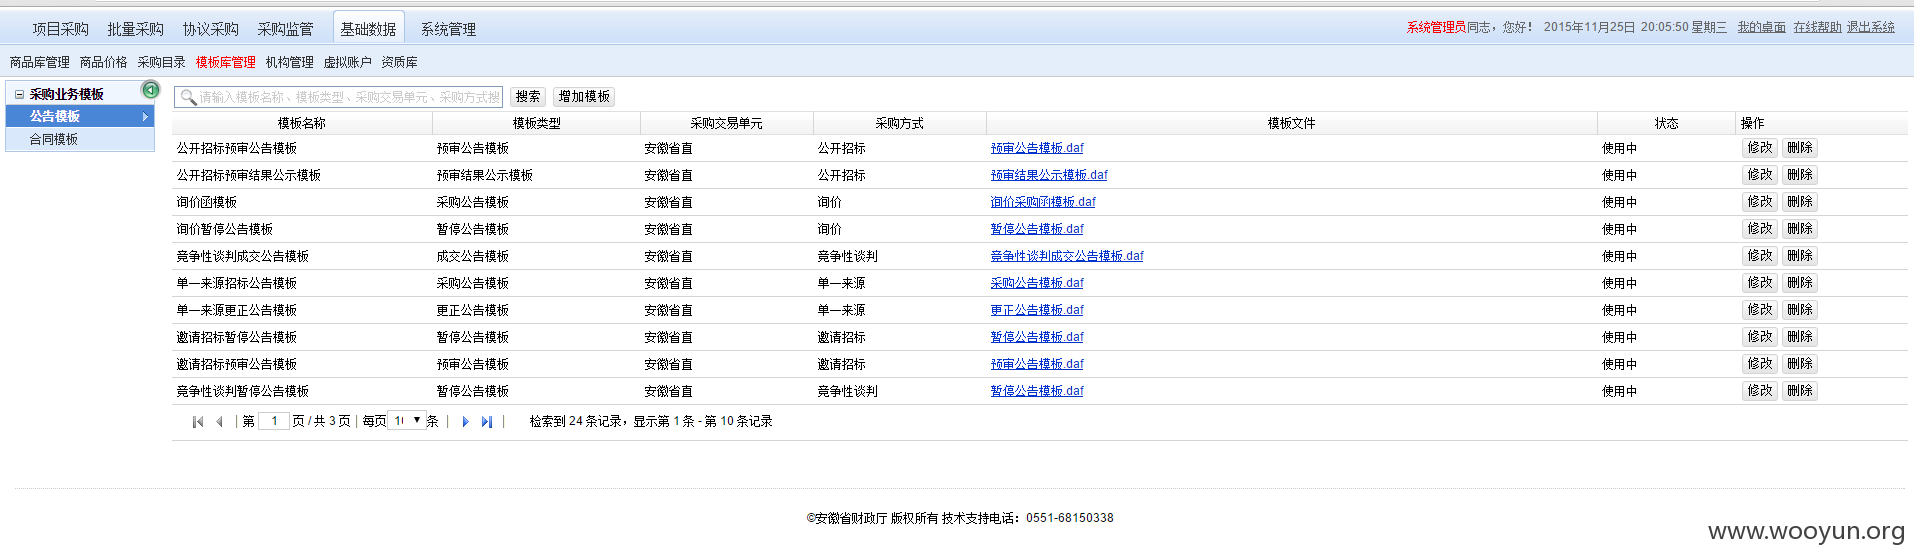 项目采购 批量采购 协议采购 采购监管 基础数据 系统管理 系统管理员同志，您好！ 2015年11月25日 20:05:50 星期三 我的桌面 在线帮助 退出系统
商品库管理 商品价格 采购目录 模板库管理 机构管理 虚拟账户 资质库
采购业务模板
公告模板
合同模板
请输入模板名称、模板类型、采购交易单元、采购方式搜 搜索 增加模板
模板名称 模板类型 采购交易单元 采购方式 模板文件 状态 操作
公开招标预审公告模板 预审公告模板 安徽省直 公开招标 预审公告模板.daf 使用中 修改 删除
公开招标预审结果公示模板 预审结果公示模板 安徽省直 公开招标 预审结果公示模板.daf 使用中 修改 删除
询价函模板 采购公告模板 安徽省直 询价 询价采购函模板.daf 使用中 修改 删除
询价暂停公告模板 暂停公告模板 安徽省直 询价 暂停公告模板.daf 使用中 修改 删除
竞争性谈判成交公告模板 成交公告模板 安徽省直 竞争性谈判 竞争性谈判成交公告模板.daf 使用中 修改 删除
单一来源招标公告模板 采购公告模板 安徽省直 单一来源 采购公告模板.daf 使用中 修改 删除
单一来源更正公告模板 更正公告模板 安徽省直 单一来源 更正公告模板.daf 使用中 修改 删除
邀请招标暂停公告模板 暂停公告模板 安徽省直 邀请招标 暂停公告模板.daf 使用中 修改 删除
邀请招标预审公告模板 预审公告模板 安徽省直 邀请招标 预审公告模板.daf 使用中 修改 删除
竞争性谈判暂停公告模板 暂停公告模板 安徽省直 竞争性谈判 暂停公告模板.daf 使用中 修改 删除
第 1 页 / 共 3 页 | 每页 条 检索到 24 条记录，显示第 1 条 - 第 10 条记录
©安徽省财政厅 版权所有 技术支持电话：0551-68150338
www.wooyun.org